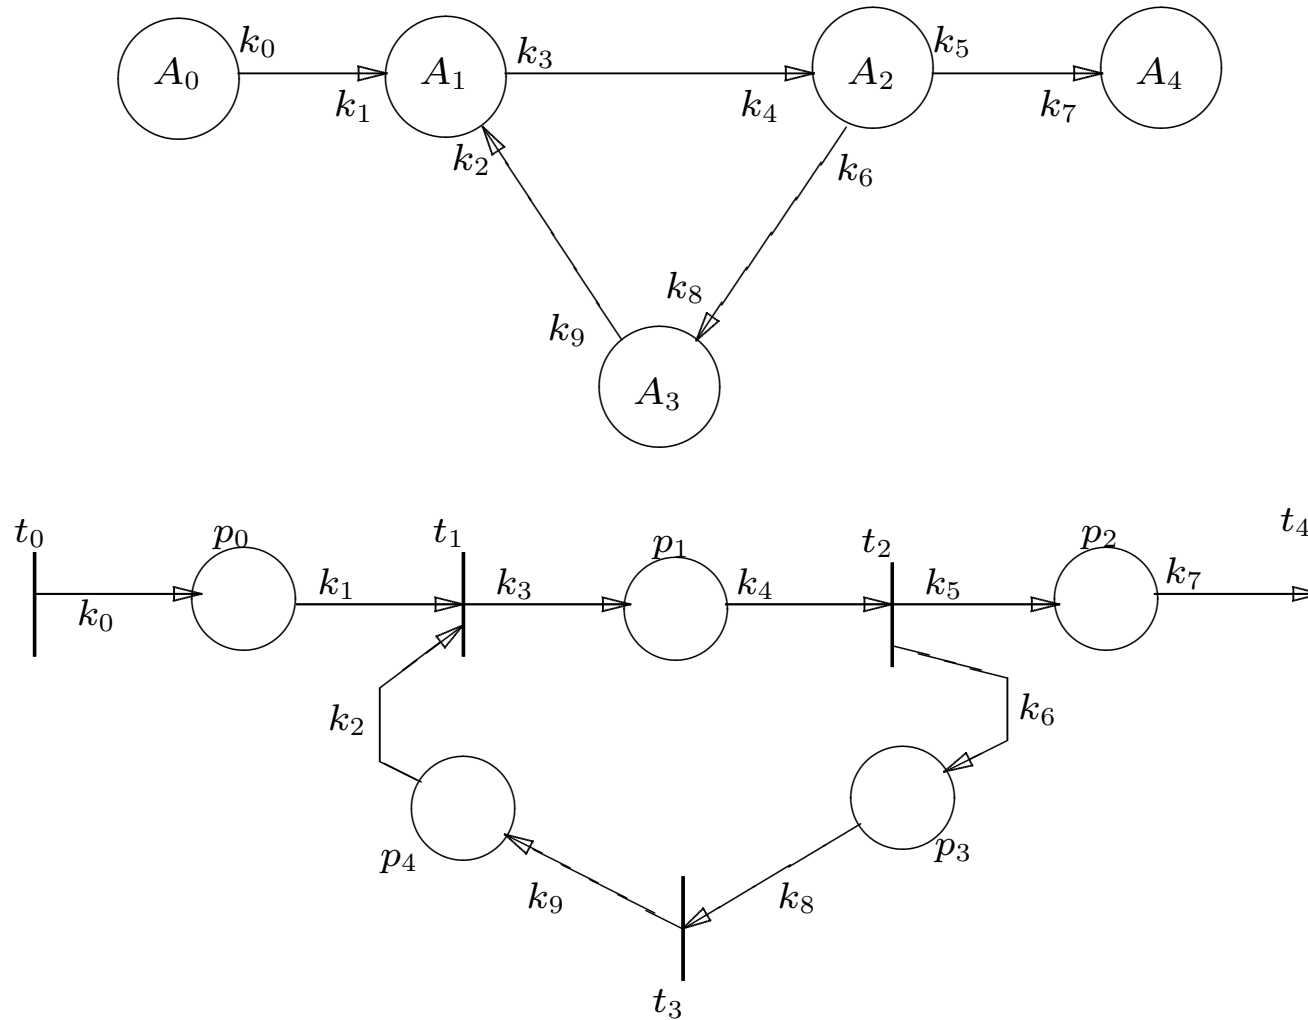 k₀ k₃ k₅
A₀ A₁ A₂ A₄
k₁ k₄ k₇
k₂ k₆
k₈
k₉
A₃
t₀ p₀ t₁ p₁ t₂ p₂ t₄
k₁ k₃ k₄ k₅ k₇
k₀
k₂ k₆
p₄ p₃
k₉ k₈
t₃